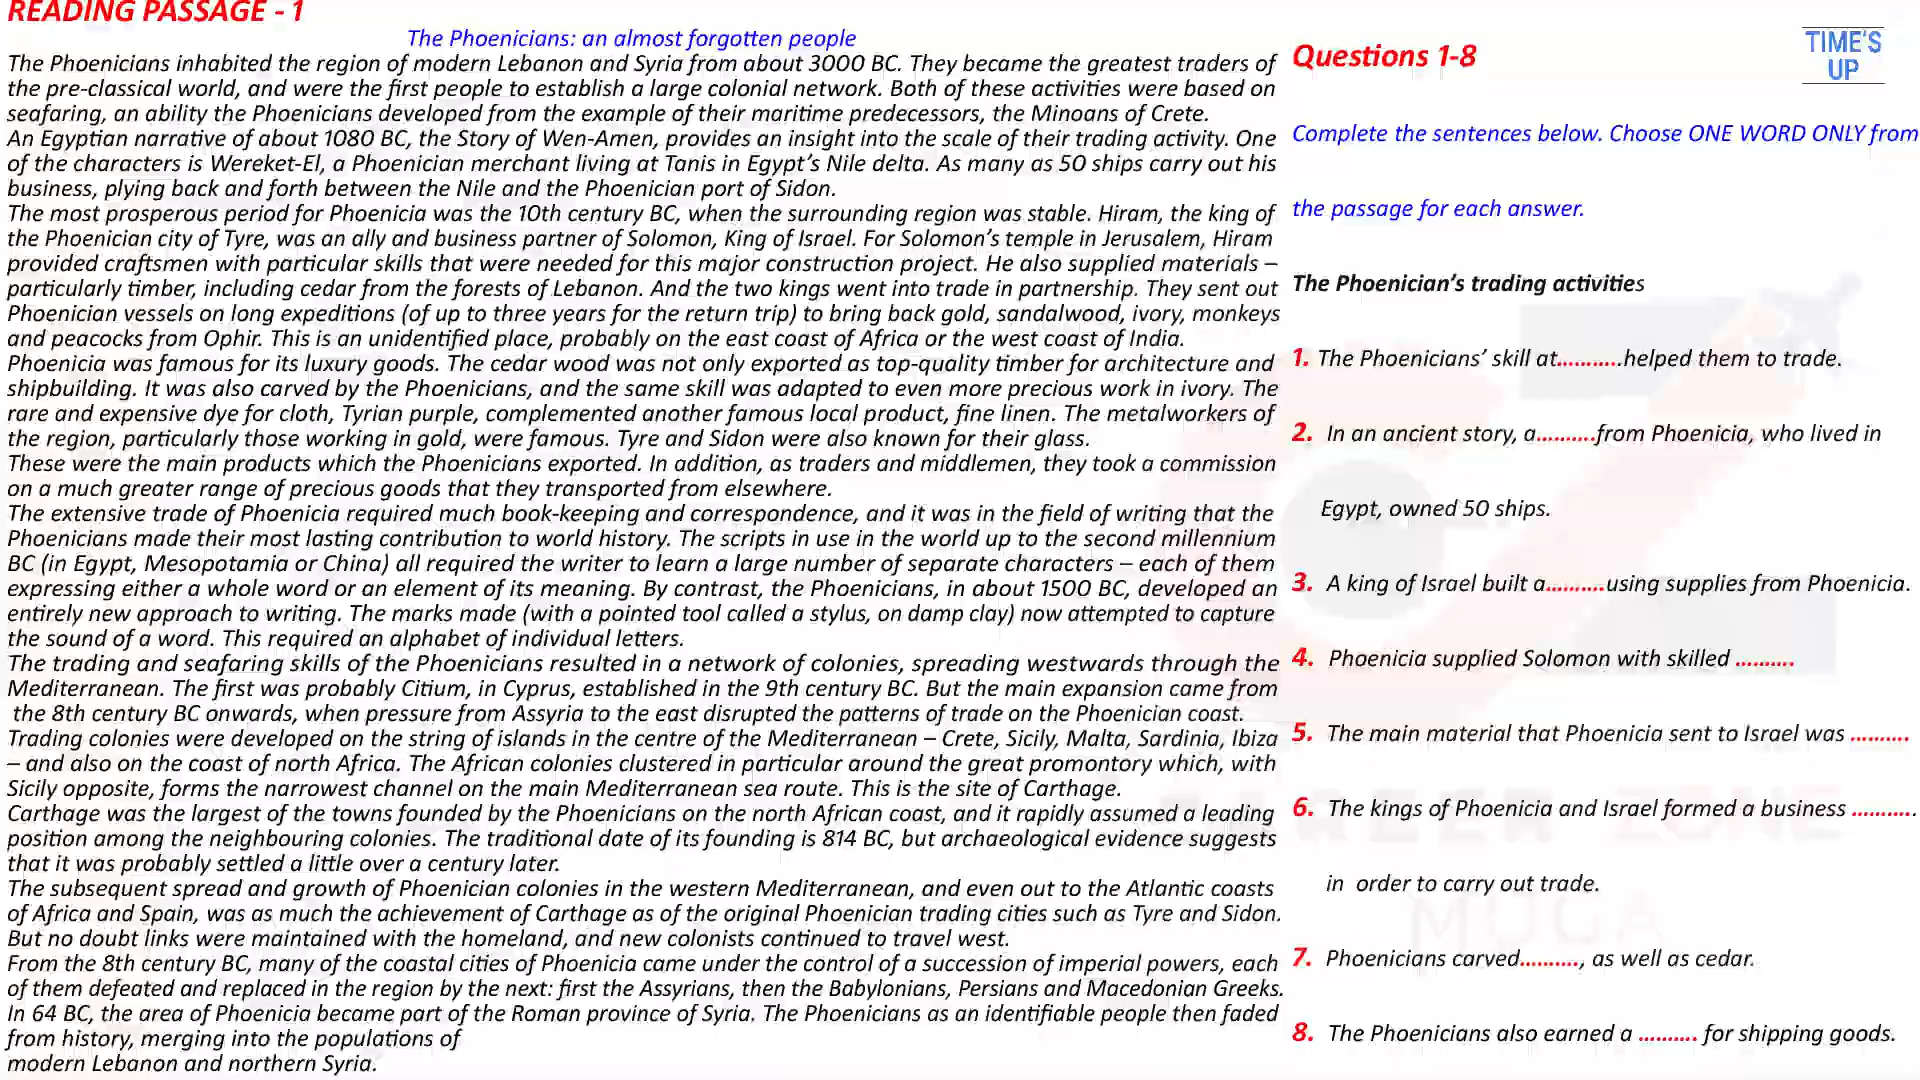 READING PASSAGE - 1
The Phoenicians: an almost forgotten people
The Phoenicians inhabited the region of modern Lebanon and Syria from about 3000 BC. They became the greatest traders of
the pre-classical world, and were the first people to establish a large colonial network. Both of these activities were based on
seafaring, an ability the Phoenicians developed from the example of their maritime predecessors, the Minoans of Crete.
An Egyptian narrative of about 1080 BC, the Story of Wen-Amen, provides an insight into the scale of their trading activity. One
of the characters is Wereket-El, a Phoenician merchant living at Tanis in Egypt's Nile delta. As many as 50 ships carry out his
business, plying back and forth between the Nile and the Phoenician port of Sidon.
The most prosperous period for Phoenicia was the 10th century BC, when the surrounding region was stable. Hiram, the king of
the Phoenician city of Tyre, was an ally and business partner of Solomon, King of Israel. For Solomon's temple in Jerusalem, Hiram
provided craftsmen with particular skills that were needed for this major construction project. He also supplied materials –
particularly timber, including cedar from the forests of Lebanon. And the two kings went into trade in partnership. They sent out
Phoenician vessels on long expeditions (of up to three years for the return trip) to bring back gold, sandalwood, ivory, monkeys
and peacocks from Ophir. This is an unidentified place, probably on the east coast of Africa or the west coast of India.
Phoenicia was famous for its luxury goods. The cedar wood was not only exported as top-quality timber for architecture and
shipbuilding. It was also carved by the Phoenicians, and the same skill was adapted to even more precious work in ivory. The
rare and expensive dye for cloth, Tyrian purple, complemented another famous local product, fine linen. The metalworkers of
the region, particularly those working in gold, were famous. Tyre and Sidon were also known for their glass.
These were the main products which the Phoenicians exported. In addition, as traders and middlemen, they took a commission
on a much greater range of precious goods that they transported from elsewhere.
The extensive trade of Phoenicia required much book-keeping and correspondence, and it was in the field of writing that the
Phoenicians made their most lasting contribution to world history. The scripts in use in the world up to the second millennium
BC (in Egypt, Mesopotamia or China) all required the writer to learn a large number of separate characters – each of them
expressing either a whole word or an element of its meaning. By contrast, the Phoenicians, in about 1500 BC, developed an
entirely new approach to writing. The marks made (with a pointed tool called a stylus, on damp clay) now attempted to capture
the sound of a word. This required an alphabet of individual letters.
The trading and seafaring skills of the Phoenicians resulted in a network of colonies, spreading westwards through the
Mediterranean. The first was probably Citium, in Cyprus, established in the 9th century BC. But the main expansion came from
the 8th century BC onwards, when pressure from Assyria to the east disrupted the patterns of trade on the Phoenician coast.
Trading colonies were developed on the string of islands in the centre of the Mediterranean – Crete, Sicily, Malta, Sardinia, Ibiza
– and also on the coast of north Africa. The African colonies clustered in particular around the great promontory which, with
Sicily opposite, forms the narrowest channel on the main Mediterranean sea route. This is the site of Carthage.
Carthage was the largest of the towns founded by the Phoenicians on the north African coast, and it rapidly assumed a leading
position among the neighbouring colonies. The traditional date of its founding is 814 BC, but archaeological evidence suggests
that it was probably settled a little over a century later.
The subsequent spread and growth of Phoenician colonies in the western Mediterranean, and even out to the Atlantic coasts
of Africa and Spain, was as much the achievement of Carthage as of the original Phoenician trading cities such as Tyre and Sidon.
But no doubt links were maintained with the homeland, and new colonists continued to travel west.
From the 8th century BC, many of the coastal cities of Phoenicia came under the control of a succession of imperial powers, each
of them defeated and replaced in the region by the next: first the Assyrians, then the Babylonians, Persians and Macedonian Greeks.
In 64 BC, the area of Phoenicia became part of the Roman province of Syria. The Phoenicians as an identifiable people then faded
from history, merging into the populations of
modern Lebanon and northern Syria.
Questions 1-8
TIME'S
UP
Complete the sentences below. Choose ONE WORD ONLY from
the passage for each answer.
The Phoenician's trading activities
1. The Phoenicians' skill at..........helped them to trade.
2. In an ancient story, a..........from Phoenicia, who lived in
Egypt, owned 50 ships.
3. A king of Israel built a..........using supplies from Phoenicia.
4. Phoenicia supplied Solomon with skilled ..........
5. The main material that Phoenicia sent to Israel was ..........
6. The kings of Phoenicia and Israel formed a business ..........
in order to carry out trade.
7. Phoenicians carved.........., as well as cedar.
8. The Phoenicians also earned a .......... for shipping goods.
CAREER ZONE
MOGA